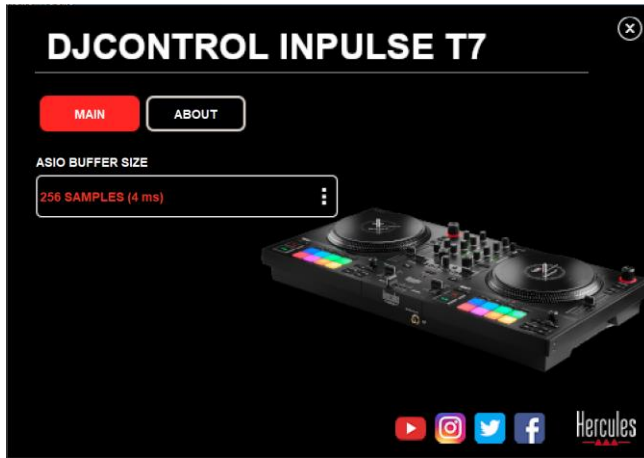 DJCONTROL INPULSE T7
MAIN
ABOUT
ASIO BUFFER SIZE
256 SAMPLES (4 ms)
Hercules